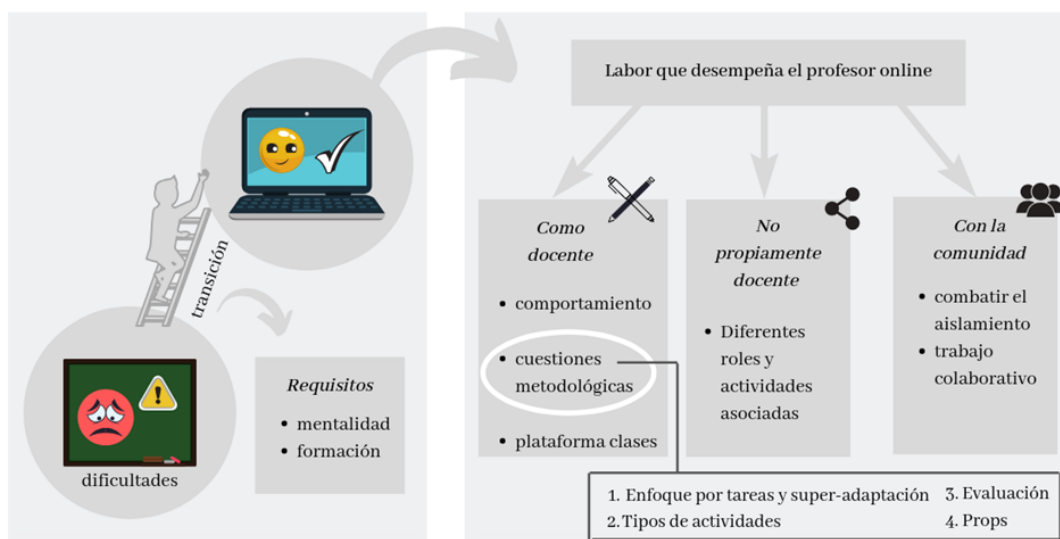 transición
dificultades
Requisitos
• mentalidad
• formación
Labor que desempeña el profesor online
Como
docente
• comportamiento
• cuestiones
metodológicas
• plataforma clases
No
propiamente
docente
• Diferentes
roles y
actividades
asociadas
Con la
comunidad
• combatir el
aislamiento
• trabajo
colaborativo
1. Enfoque por tareas y super-adaptación
2. Tipos de actividades
3. Evaluación
4. Props